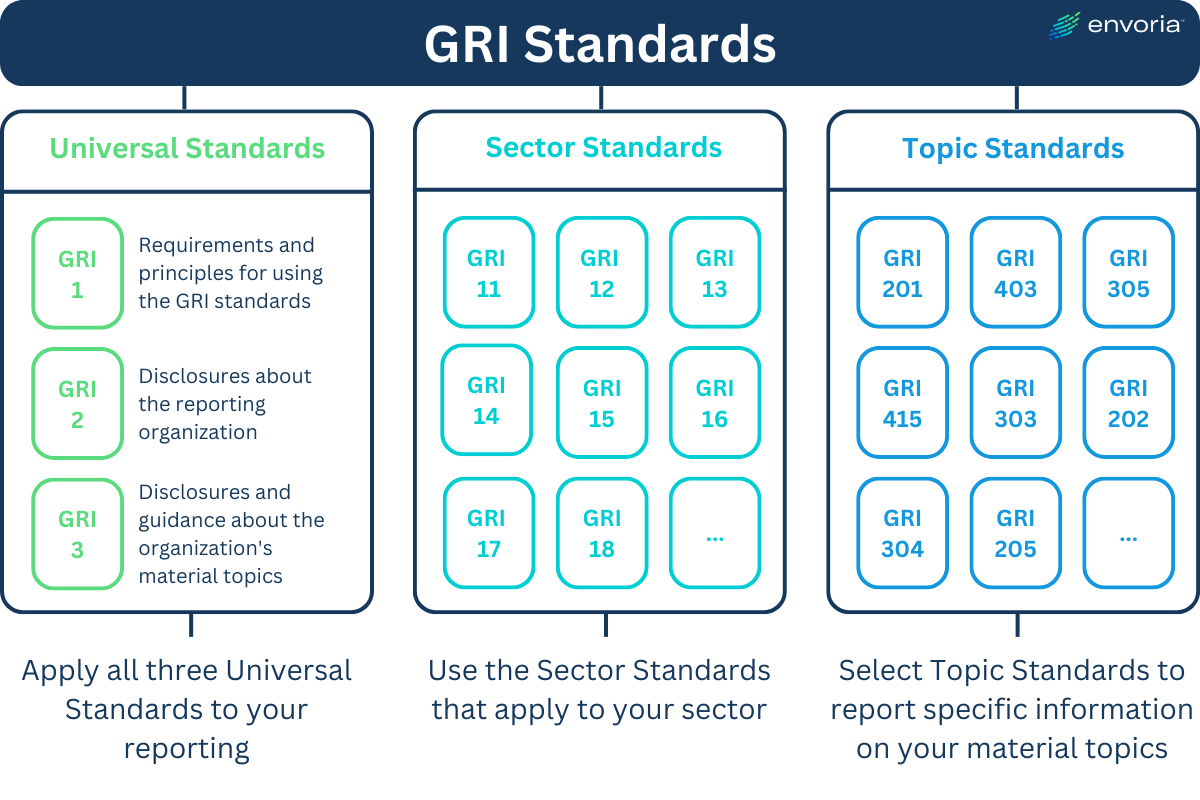 GRI Standards
envoria™
Universal Standards
GRI
1
Requirements and
principles for using
the GRI standards
GRI
2
Disclosures about
the reporting
organization
GRI
3
Disclosures and
guidance about the
organization's
material topics
Apply all three Universal
Standards to your
reporting
Sector Standards
GRI
11
GRI
12
GRI
13
GRI
14
GRI
15
GRI
16
GRI
17
GRI
18
...
Use the Sector Standards
that apply to your sector
Topic Standards
GRI
201
GRI
403
GRI
305
GRI
415
GRI
303
GRI
202
GRI
304
GRI
205
...
Select Topic Standards to
report specific information
on your material topics